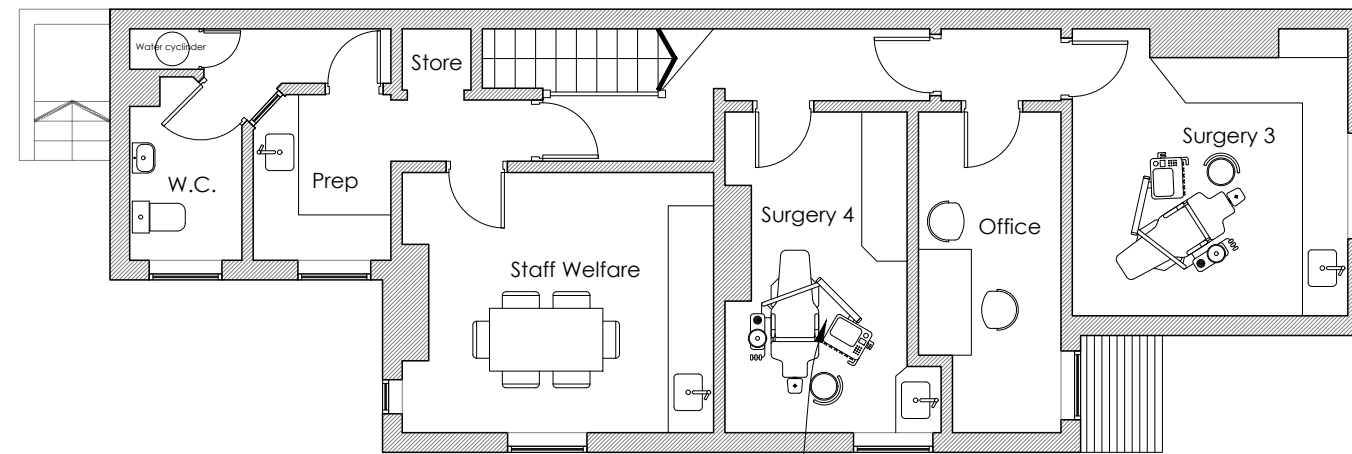 Water cyclinder
Store
Surgery 3
W.C.
Prep
Surgery 4
Office
Staff Welfare